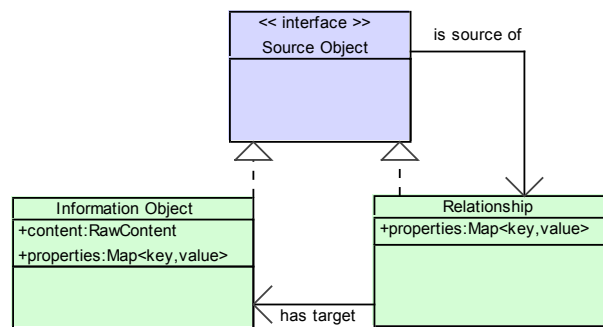 << interface >>
Source Object
is source of
Information Object
+content:RawContent
+properties:Map<key,value>
Relationship
+properties:Map<key,value>
has target